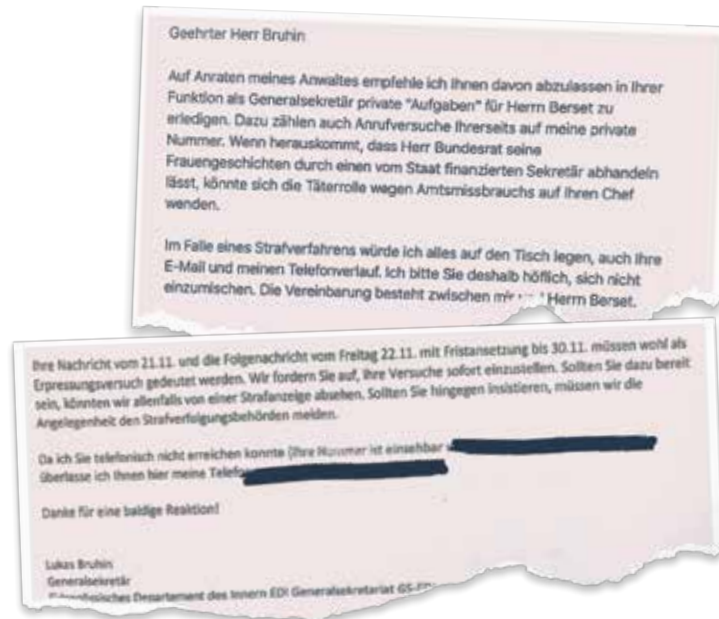 Geehrter Herr Bruhin
Auf Anraten meines Anwaltes empfehle ich Ihnen davon abzulassen in Ihrer
Funktion als Generalsekretär private "Aufgaben" für Herrn Berset zu
erledigen. Dazu zählen auch Anrufversuche Ihrerseits auf meine private
Nummer. Wenn herauskommt, dass Herr Bundesrat seine
Frauengeschichten durch einen vom Staat finanzierten Sekretär abhandeln
lässt, könnte sich die Täterrolle wegen Amtsmissbrauchs auf Ihren Chef
wenden.
Im Falle eines Strafverfahrens würde ich alles auf den Tisch legen, auch Ihre
E-Mail und meinen Telefonverlauf. Ich bitte Sie deshalb höflich, sich nicht
einzumischen. Die Vereinbarung besteht zwischen Herrn Berset.
Ihre Nachricht vom 21.11. und die Folgenachricht vom Freitag 22.11. mit Fristansetzung bis 30.11. müssen wohl als
Erpressungsversuch gedeutet werden. Wir fordern Sie auf, Ihre Versuche sofort einzustellen. Sollten Sie dazu bereit
sein, könnten wir allenfalls von einer Strafanzeige absehen. Sollten Sie hingegen insistieren, müssen wir die
Angelegenheit den Strafverfolgungsbehörden melden.
Da ich Sie telefonisch nicht erreichen konnte (Ihre Nummer ist einsehbar
überlasse ich Ihnen hier meine
Danke für eine baldige Reaktion!
Lukas Bruhin
Generalsekretär
Departement des Innern EDI Generalsekretariat